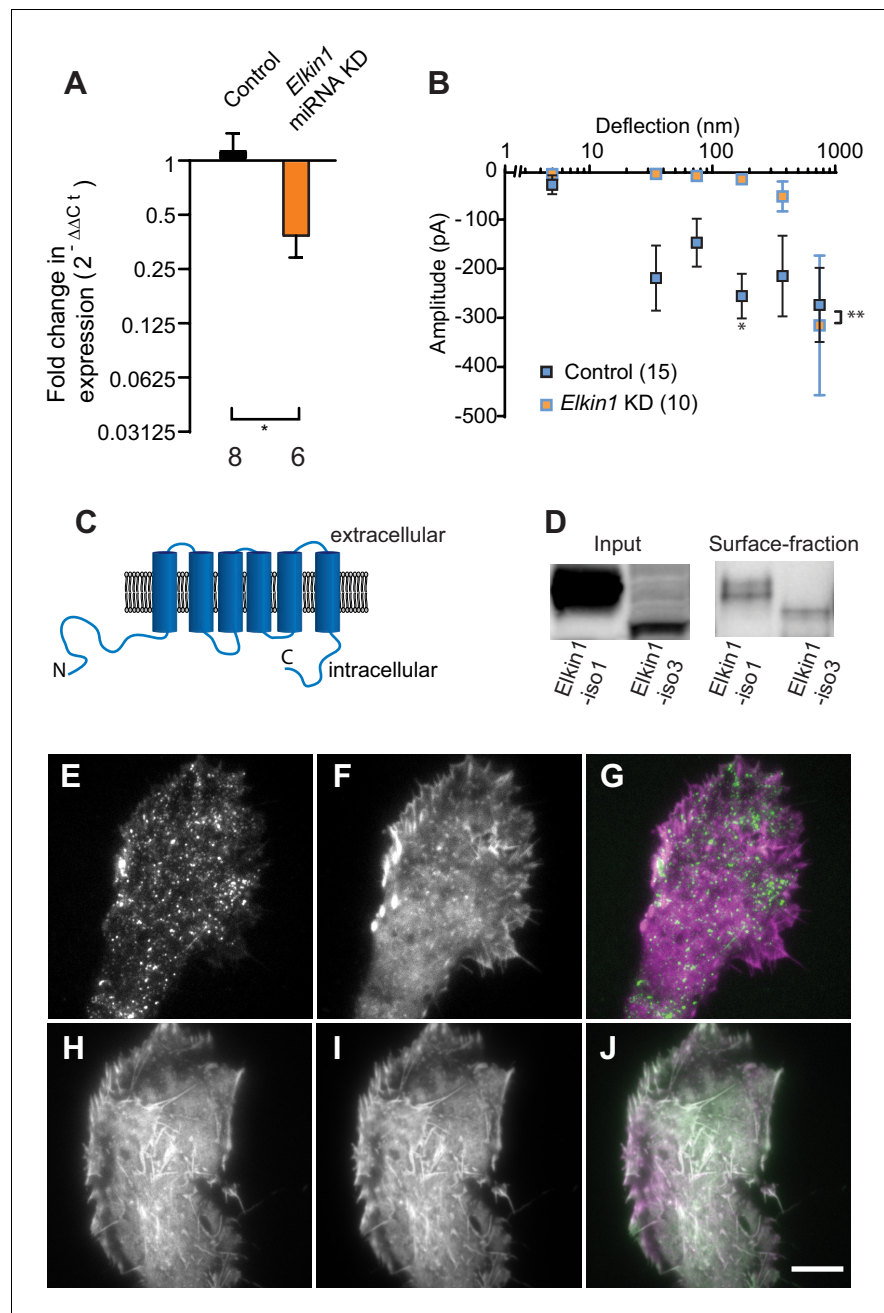 A
Control
Elkin1
miRNA KD
Fold change in
expression (2^-ΔΔCt)
1
0.5
0.25
0.125
0.0625
0.03125
*
8 6
B
Deflection (nm)
1 10 100 1000
Amplitude (pA)
0
-100
-200
-300
-400
-500
*
**
Control (15)
Elkin1 KD (10)
C
extracellular
N
C
intracellular
D
Input Surface-fraction
Elkin1
-iso1
Elkin1
-iso3
Elkin1
-iso1
Elkin1
-iso3
E F G
H I J